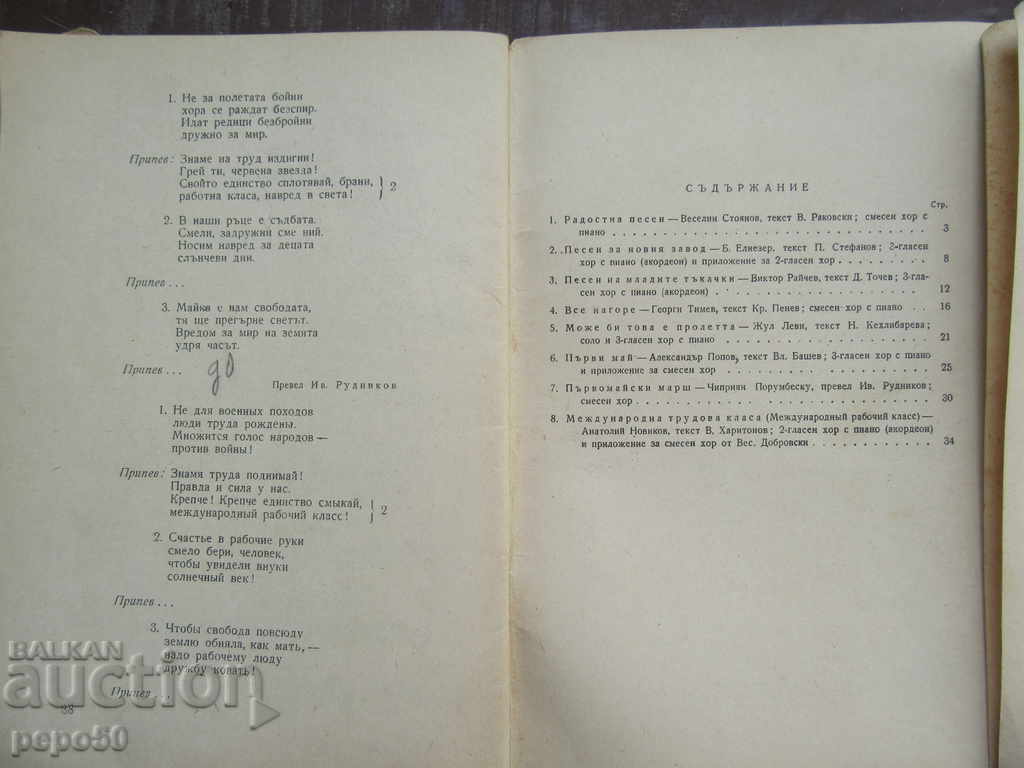 1. Не за полетата бойни
хора се раждат безспир.
Идат редици безбройни
дружно за мир.
Припев: Знаме на труд издигни!
Грей ти, червена звезда!
Свойто единство сплотявай, брани,
работна класа, навред в света! 2
2. В наши ръце е съдбата.
Смели, задружни сме ний.
Носим навред за децата
слънчеви дни.
Припев...
3. Майка е нам свободата,
тя ще прегърне светът.
Вредом за мир на земята
удря часът.
Припев...
до
Превел Ив. Рудников
1. Не для военных походов
люди труда рождены.
Множится голос народов —
против войны!
Припев: Знамя труда поднимай!
Правда и сила у нас.
Крепче! Крепче единство смыкай,
международный рабочий класс! 2
2. Счастье в рабочие руки
смело бери, человек,
чтобы увидели внуки
солнечный век!
Припев...
3. Чтобы свобода повсюду
землю обняла, как мать, —
надо рабочему люду
дружбу ковать!
Припев...
38
BALKAN
auction
pepo50
СЪДЪРЖАНИЕ
Стр.
1. Радостна песен — Веселин Стоянов, текст В. Раковски; смесен хор с
пиано . . . 3
2. Песен за новия завод — Б. Елиезер, текст П. Стефанов; 3-гласен
хор с пиано (акордеон) и приложение за 2-гласен хор . . . 8
3. Песен на младите тъкачки — Виктор Райчев, текст Д. Точев; 3-гла-
сен хор с пиано (акордеон) . . . 12
4. Все нагоре — Георги Тимев, текст Кр. Пенев; смесен хор с пиано . . 16
5. Може би това е пролетта — Жул Леви, текст Н. Кехлибарева;
соло и 3-гласен хор с пиано . . . 21
6. Първи май — Александър Попов, текст Вл. Башев; 3-гласен хор с пиано
и приложение за смесен хор . . . 25
7. Първомайски марш — Чиприян Порумбеску, превел Ив. Рудников;
смесен хор . . . 30
8. Международна трудова класа (Международный рабочий класс) —
Анатолий Новиков, текст В. Харитонов; 2-гласен хор с пиано (акордеон)
и приложение за смесен хор от Вес. Добровски . . . 34